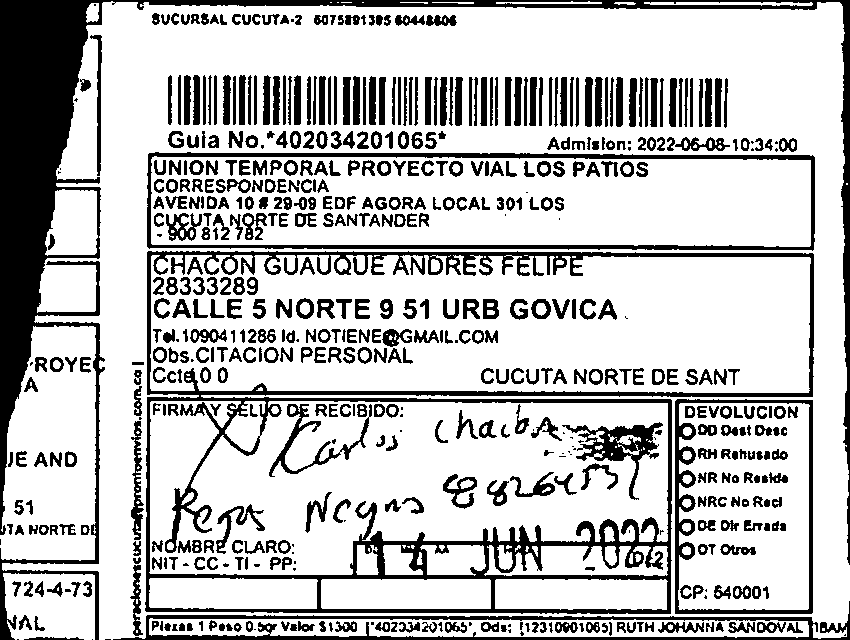 SUCURSAL CUCUTA-2 6075891385 60448606
Guia No.*402034201065*
Admision: 2022-06-08-10:34:00
UNION TEMPORAL PROYECTO VIAL LOS PATIOS
CORRESPONDENCIA
AVENIDA 10 # 29-09 EDF AGORA LOCAL 301 LOS
CUCUTA NORTE DE SANTANDER
- 900 812 782
CHACON GUAUQUE ANDRES FELIPE
28333289
CALLE 5 NORTE 9 51 URB GOVICA
Tel.1090411286 Id. NOTIENE@GMAIL.COM
Obs.CITACION PERSONAL
Ccte 0 0
CUCUTA NORTE DE SANT
FIRMA Y SELLO DE RECIBIDO:
Carlos
Rejas Negras
14 JUN 2022
NOMBRE CLARO:
NIT - CC - TI - PP:
DEVOLUCION
DD Dest Desc
RH Rehusado
NR No Reside
NRC No Recl
DE Dir Errada
OT Otros
CP: 540001
Piezas 1 Peso 0.5gr Valor $1300 [*402034201065*, Ods: [12310901065] RUTH JOHANNA SANDOVAL
PROYEC
A
UE AND
51
UTA NORTE DE
724-4-73